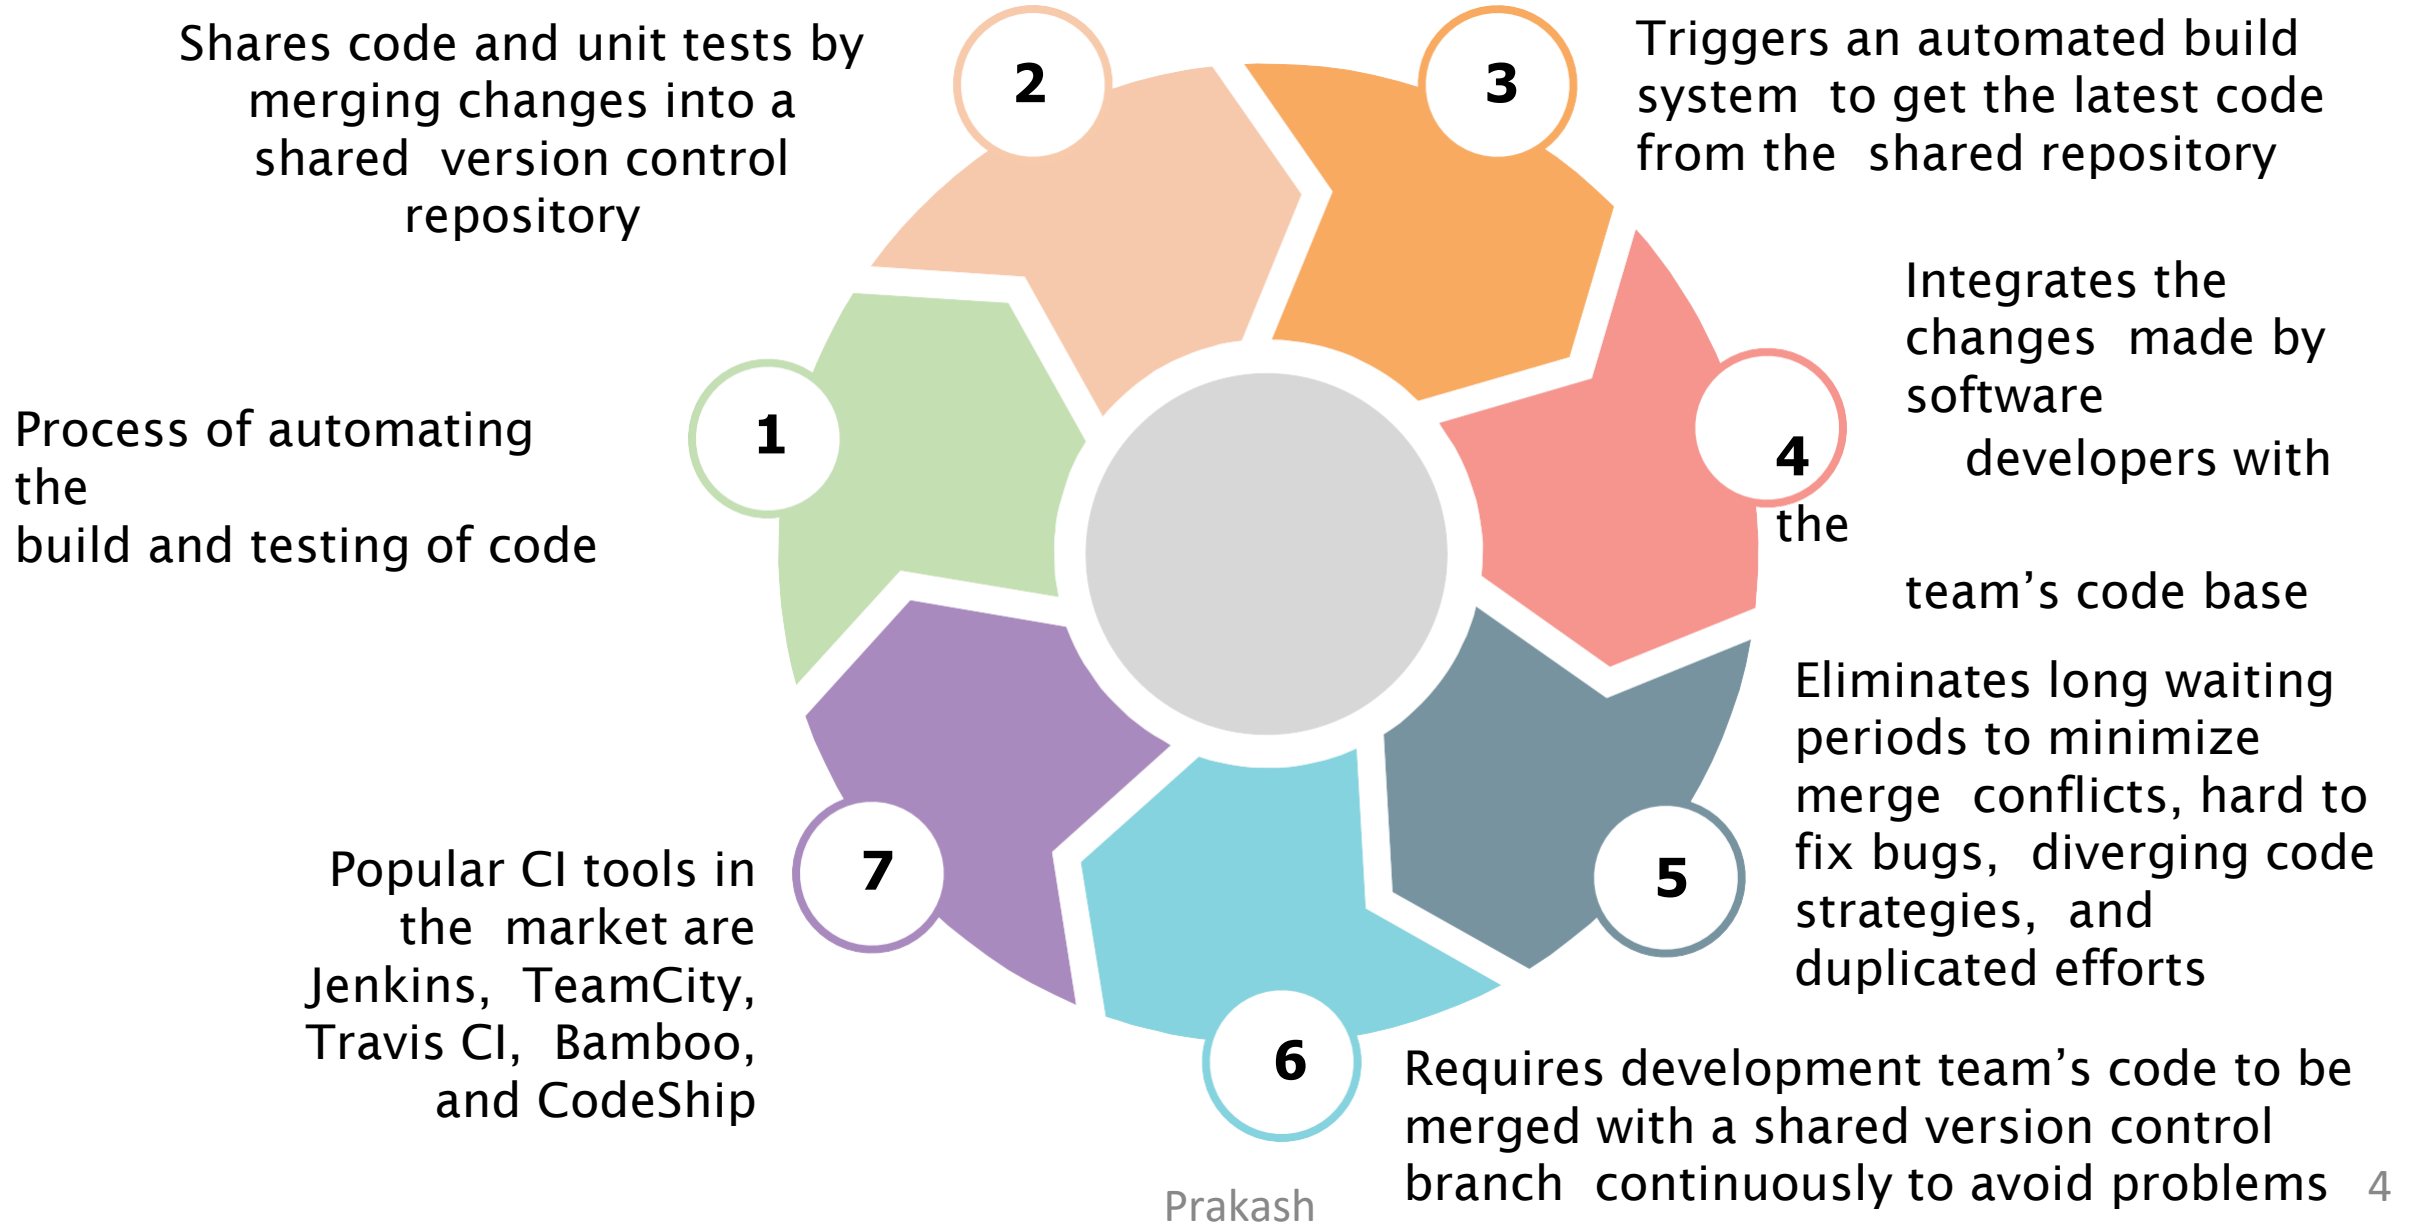 1
Process of automating
the
build and testing of code
2
Shares code and unit tests by
merging changes into a
shared version control
repository
3
Triggers an automated build
system to get the latest code
from the shared repository
Integrates the
changes made by
software
4 developers with
the
team’s code base
5
Eliminates long waiting
periods to minimize
merge conflicts, hard to
fix bugs, diverging code
strategies, and
duplicated efforts
6
Requires development team’s code to be
merged with a shared version control
branch continuously to avoid problems
7
Popular CI tools in
the market are
Jenkins, TeamCity,
Travis CI, Bamboo,
and CodeShip
Prakash
4